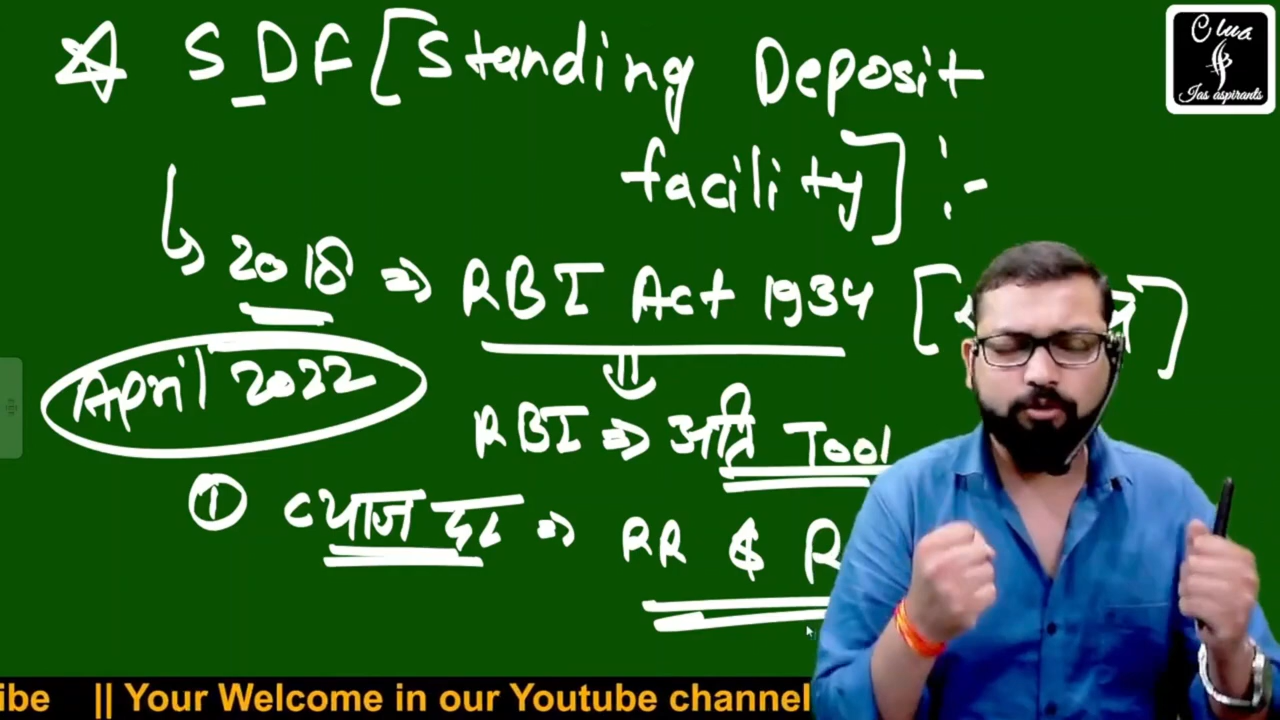 SDF [Standing Deposit
facility] :-
2018 ⇒ RBI Act 1934 [
April 2022
RBI ⇒ अति Tool
① ब्याज दर ⇒ RR & R
ibe || Your Welcome in our Youtube channel
Ias aspirants